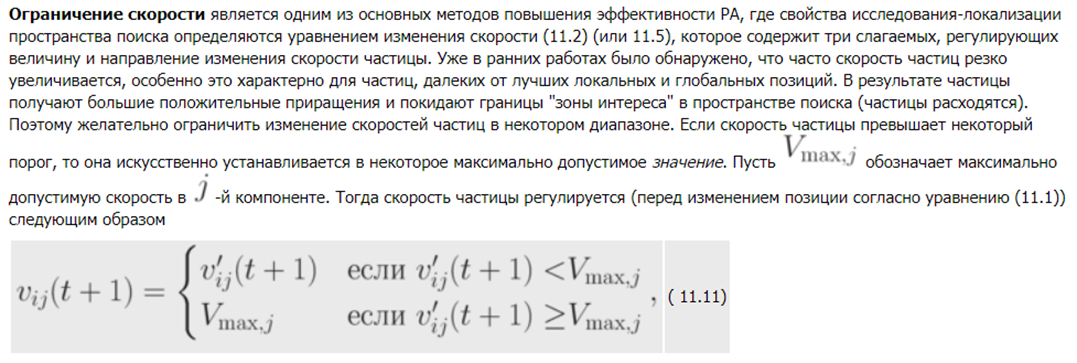 Ограничение скорости является одним из основных методов повышения эффективности РА, где свойства исследования-локализации
пространства поиска определяются уравнением изменения скорости (11.2) (или 11.5), которое содержит три слагаемых, регулирующих
величину и направление изменения скорости частицы. Уже в ранних работах было обнаружено, что часто скорость частиц резко
увеличивается, особенно это характерно для частиц, далеких от лучших локальных и глобальных позиций. В результате частицы
получают большие положительные приращения и покидают границы "зоны интереса" в пространстве поиска (частицы расходятся).
Поэтому желательно ограничить изменение скоростей частиц в некотором диапазоне. Если скорость частицы превышает некоторый
порог, то она искусственно устанавливается в некоторое максимально допустимое значение. Пусть V_{max,j} обозначает максимально
допустимую скорость в j -й компоненте. Тогда скорость частицы регулируется (перед изменением позиции согласно уравнению (11.1))
следующим образом
v_{ij}(t + 1) = { v'_{ij}(t + 1) если v'_{ij}(t + 1) < V_{max,j}
V_{max,j} если v'_{ij}(t + 1) ≥ V_{max,j} , ( 11.11)